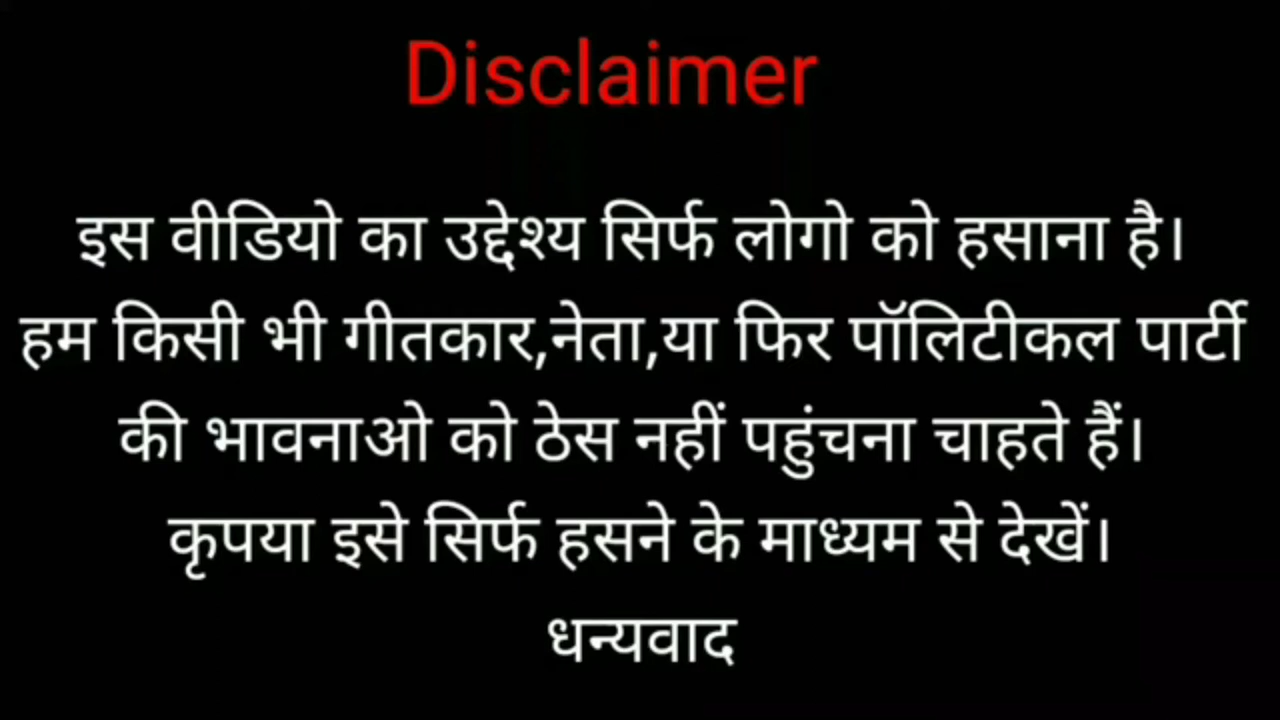 Disclaimer
इस वीडियो का उद्देश्य सिर्फ लोगो को हसाना है।
हम किसी भी गीतकार,नेता,या फिर पॉलिटीकल पार्टी
की भावनाओ को ठेस नहीं पहुंचना चाहते हैं।
कृपया इसे सिर्फ हसने के माध्यम से देखें।
धन्यवाद